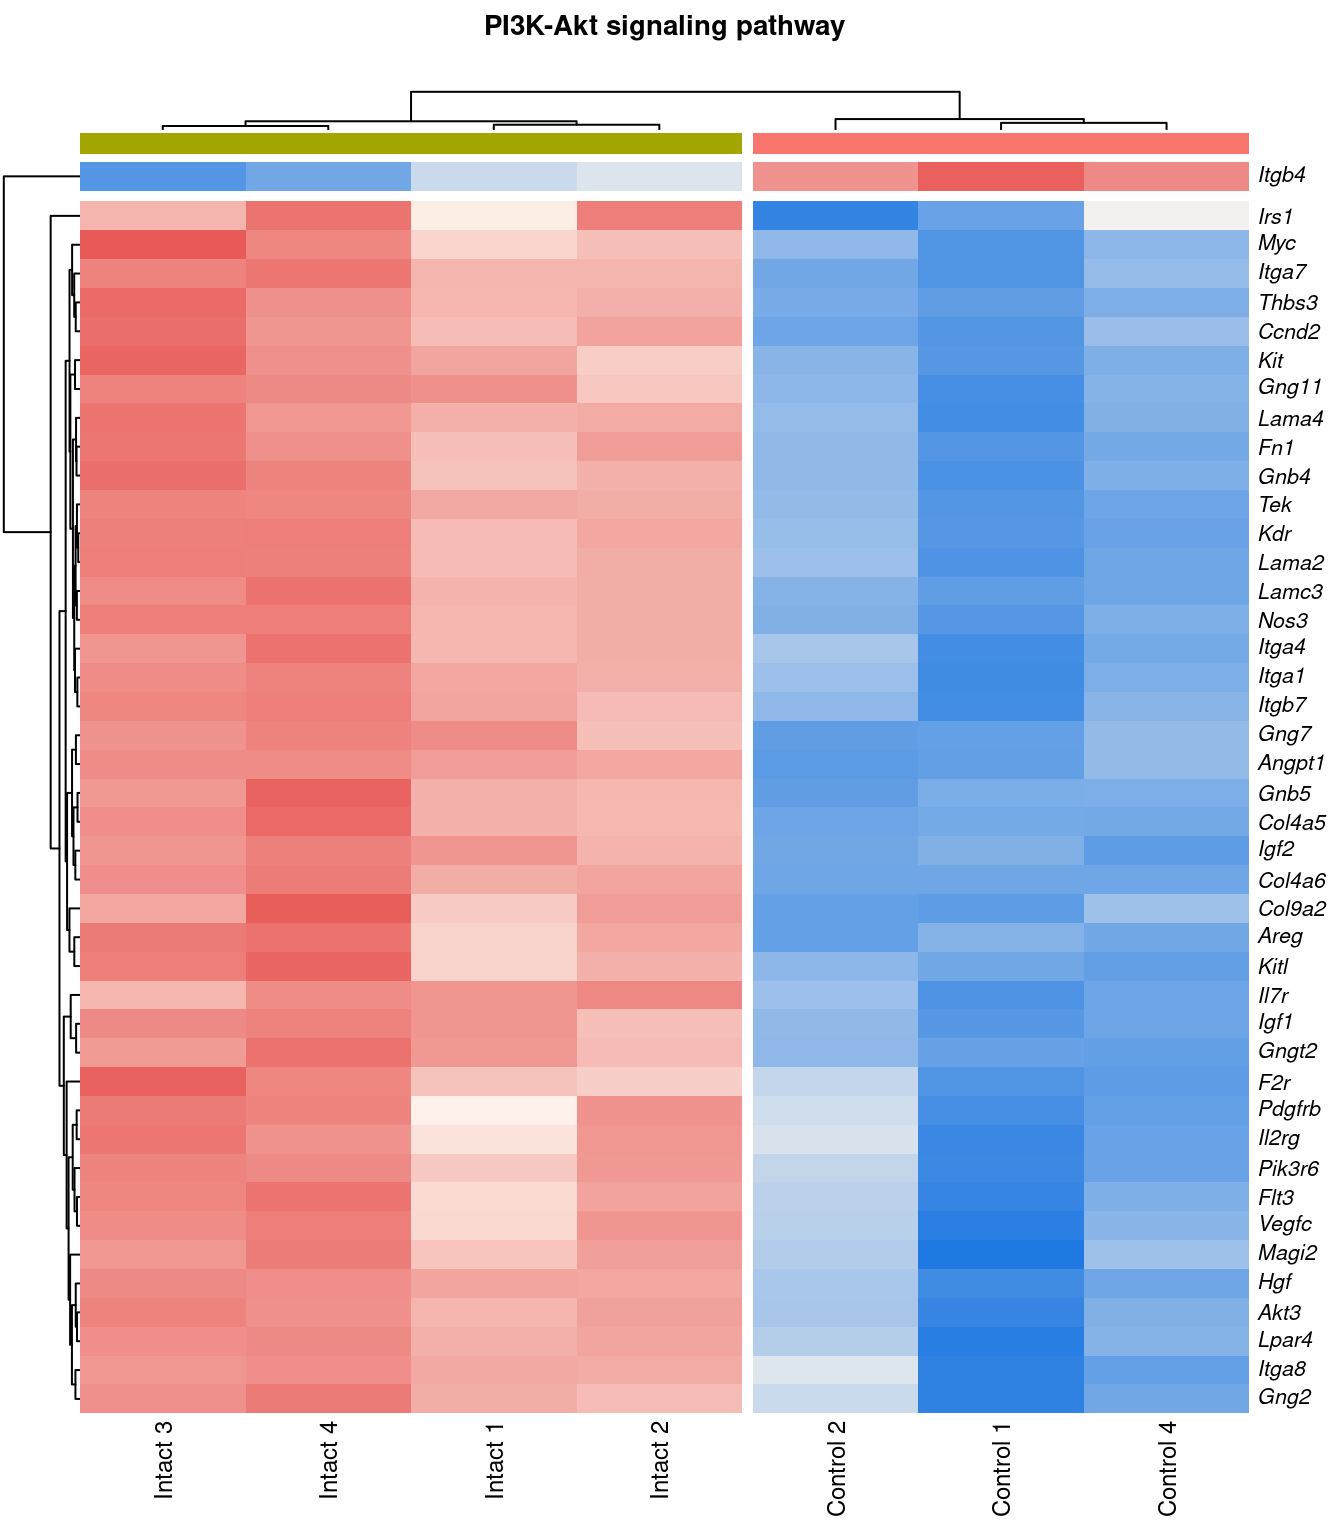 PI3K-Akt signaling pathway
Itgb4
Irs1
Myc
Itga7
Thbs3
Ccnd2
Kit
Gng11
Lama4
Fn1
Gnb4
Tek
Kdr
Lama2
Lamc3
Nos3
Itga4
Itga1
Itgb7
Gng7
Angpt1
Gnb5
Col4a5
Igf2
Col4a6
Col9a2
Areg
Kitl
Il7r
Igf1
Gngt2
F2r
Pdgfrb
Il2rg
Pik3r6
Flt3
Vegfc
Magi2
Hgf
Akt3
Lpar4
Itga8
Gng2
Intact 3
Intact 4
Intact 1
Intact 2
Control 2
Control 1
Control 4